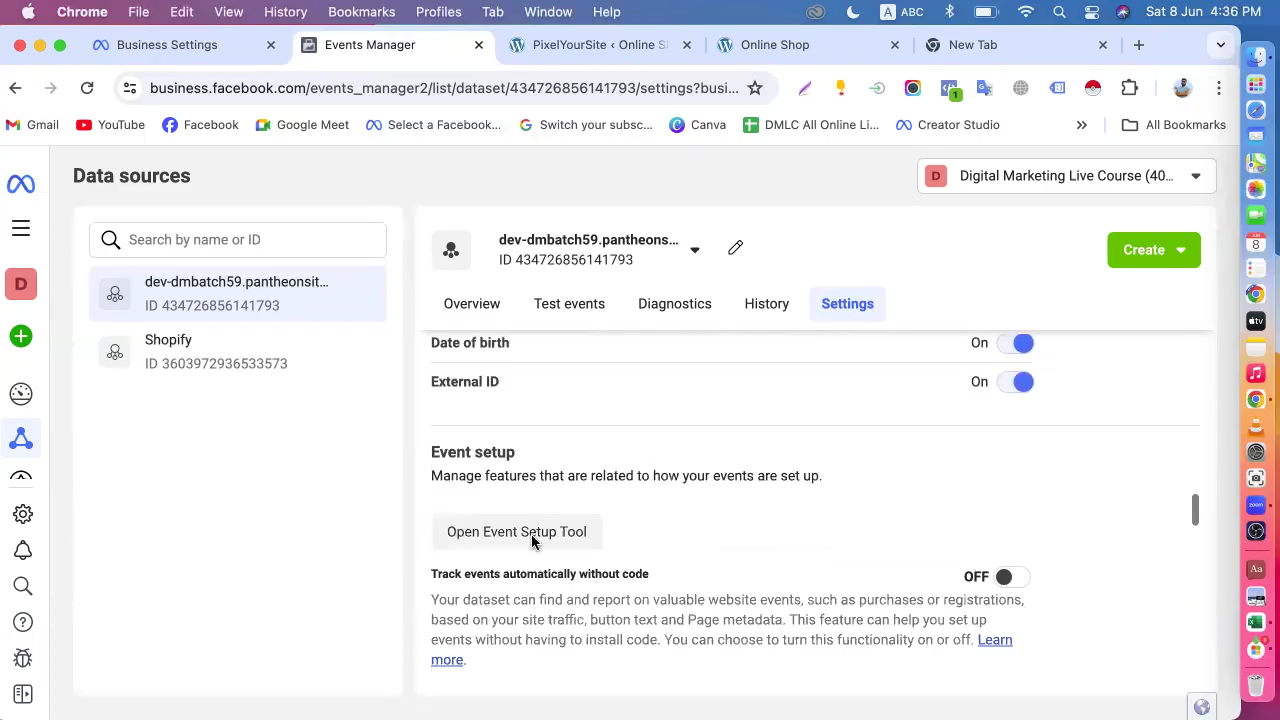 Chrome File Edit View History Bookmarks Profiles Tab Window Help A ABC Sat 8 Jun 4:36 PM
Business Settings Events Manager PixelYourSite ‹ Online S Online Shop New Tab
business.facebook.com/events_manager2/list/dataset/434726856141793/settings?busi...
1
Gmail YouTube Facebook Google Meet Select a Facebook... Switch your subsc... Canva DMLC All Online Li... Creator Studio » All Bookmarks
Data sources
D Digital Marketing Live Course (40...
Search by name or ID
dev-dmbatch59.pantheonsit...
ID 434726856141793
Shopify
ID 3603972936533573
D
dev-dmbatch59.pantheons...
ID 434726856141793
Create
Overview Test events Diagnostics History Settings
Date of birth On
External ID On
Event setup
Manage features that are related to how your events are set up.
Open Event Setup Tool
Track events automatically without code OFF
Your dataset can find and report on valuable website events, such as purchases or registrations,
based on your site traffic, button text and Page metadata. This feature can help you set up
events without having to install code. You can choose to turn this functionality on or off. Learn
more.
JUN
8
tv
zoom
Aa